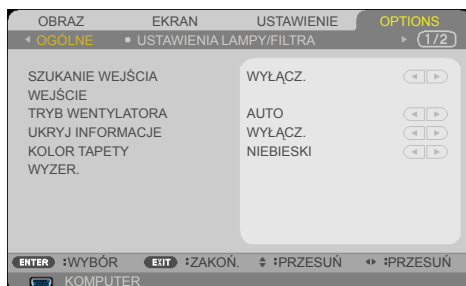 OBRAZ EKRAN USTAWIENIE OPTIONS
OGÓLNE • USTAWIENIA LAMPY/FILTRA 1/2
SZUKANIE WEJŚCIA WYŁĄCZ.
WEJŚCIE
TRYB WENTYLATORA AUTO
UKRYJ INFORMACJE WYŁĄCZ.
KOLOR TAPETY NIEBIESKI
WYZER.
ENTER :WYBÓR EXIT :ZAKOŃ. :PRZESUŃ :PRZESUŃ
KOMPUTER